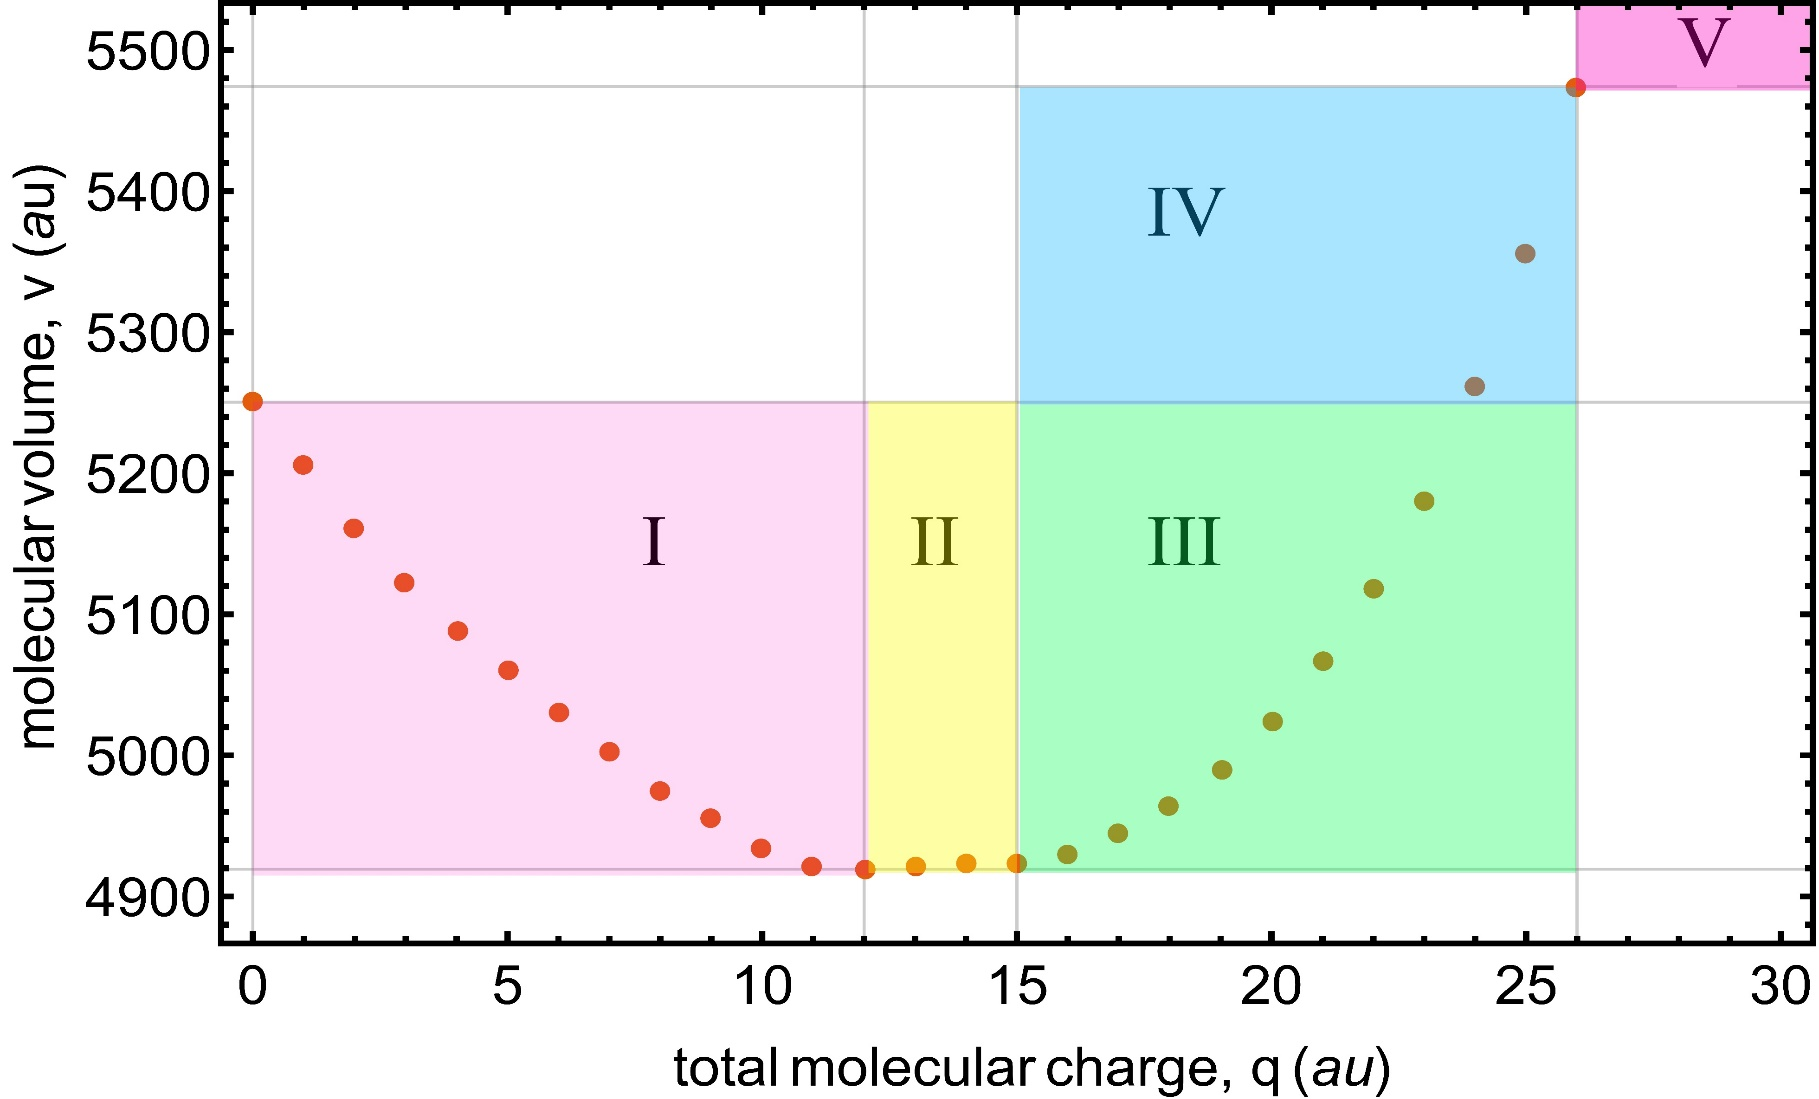 5500
5400
5300
5200
5100
5000
4900
molecular volume, v (au)
I
II
III
IV
V
0 5 10 15 20 25 30
total molecular charge, q (au)